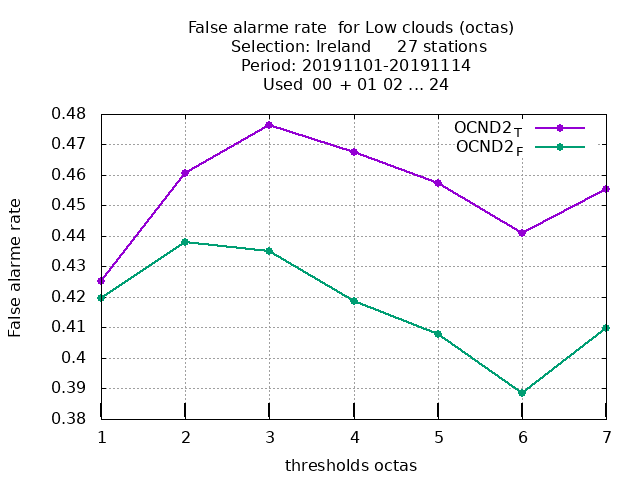 False alarme rate  for Low clouds (octas)
Selection: Ireland     27 stations
Period: 20191101-20191114
Used  00 + 01 02 ... 24
0.48
0.47
0.46
0.45
0.44
0.43
0.42
0.41
0.4
0.39
0.38
False alarme rate
OCND2T
OCND2F
1 2 3 4 5 6 7
thresholds octas